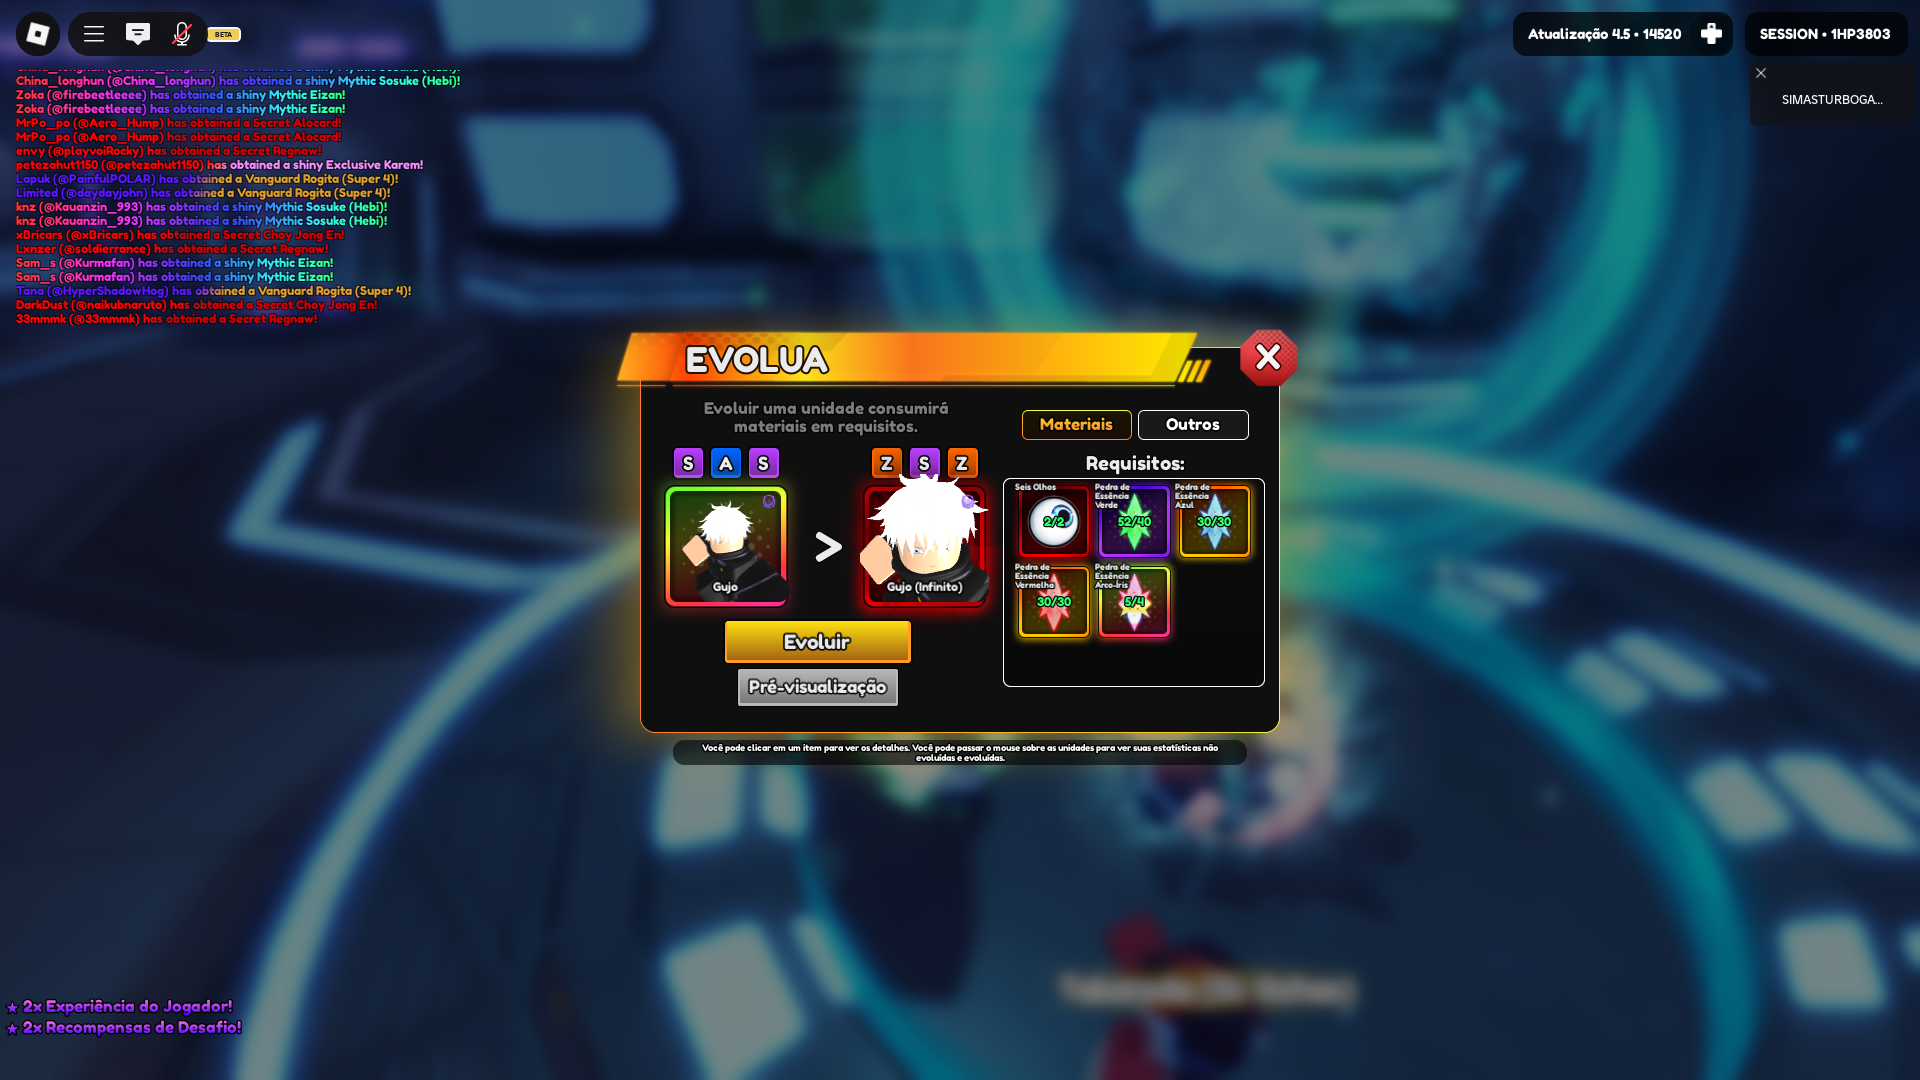 BETA
Atualização 4.5 • 14520
SESSION • 1HP3803
SIMASTURBOGA...
China_longhun (@China_longhun) has obtained a shiny Mythic Sosuke (Hebi)!
China_longhun (@China_longhun) has obtained a shiny Mythic Sosuke (Hebi)!
Zoka (@firebeetleeee) has obtained a shiny Mythic Eizan!
Zoka (@firebeetleeee) has obtained a shiny Mythic Eizan!
MrPo_po (@Aero_Hump) has obtained a Secret Alocard!
MrPo_po (@Aero_Hump) has obtained a Secret Alocard!
envy (@playvoiRocky) has obtained a Secret Regnaw!
petezahut1150 (@petezahut1150) has obtained a shiny Exclusive Karem!
Lapuk (@PainfulPOLAR) has obtained a Vanguard Rogita (Super 4)!
Limited (@daydayjohn) has obtained a Vanguard Rogita (Super 4)!
knz (@Kauanzin_993) has obtained a shiny Mythic Sosuke (Hebi)!
knz (@Kauanzin_993) has obtained a shiny Mythic Sosuke (Hebi)!
xBricars (@xBricars) has obtained a Secret Choy Jong En!
Lxnzer (@soldierrance) has obtained a Secret Regnaw!
Sam_s (@Kurmafan) has obtained a shiny Mythic Eizan!
Sam_s (@Kurmafan) has obtained a shiny Mythic Eizan!
Tana (@HyperShadowHog) has obtained a Vanguard Rogita (Super 4)!
DarkDust (@naikubnaruto) has obtained a Secret Choy Jong En!
33mmmk (@33mmmk) has obtained a Secret Regnaw!
EVOLUA
Evoluir uma unidade consumirá
materiais em requisitos.
S A S
Z S Z
Gujo
>
Gujo (Infinito)
Evoluir
Pré-visualização
Materiais
Outros
Requisitos:
Seis Olhos
2/2
Pedra de
Essência
Verde
52/40
Pedra de
Essência
Azul
30/30
Pedra de
Essência
Vermelha
30/30
Pedra de
Essência
Arco-Íris
5/4
Você pode clicar em um item para ver os detalhes. Você pode passar o mouse sobre as unidades para ver suas estatísticas não
evoluídas e evoluídas.
2x Experiência do Jogador!
2x Recompensas de Desafio!